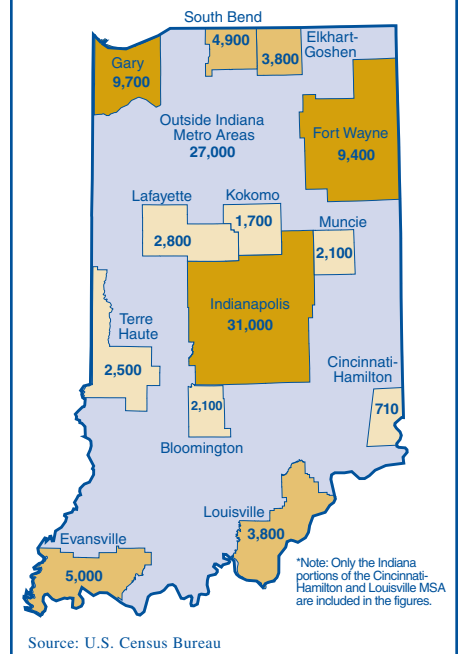 South Bend
4,900
Elkhart-
Goshen
3,800
Gary
9,700
Outside Indiana
Metro Areas
27,000
Fort Wayne
9,400
Lafayette
2,800
Kokomo
1,700
Muncie
2,100
Indianapolis
31,000
Terre
Haute
2,500
Cincinnati-
Hamilton
710
2,100
Bloomington
Louisville
3,800
Evansville
5,000
*Note: Only the Indiana
portions of the Cincinnati-
Hamilton and Louisville MSA
are included in the figures.
Source: U.S. Census Bureau